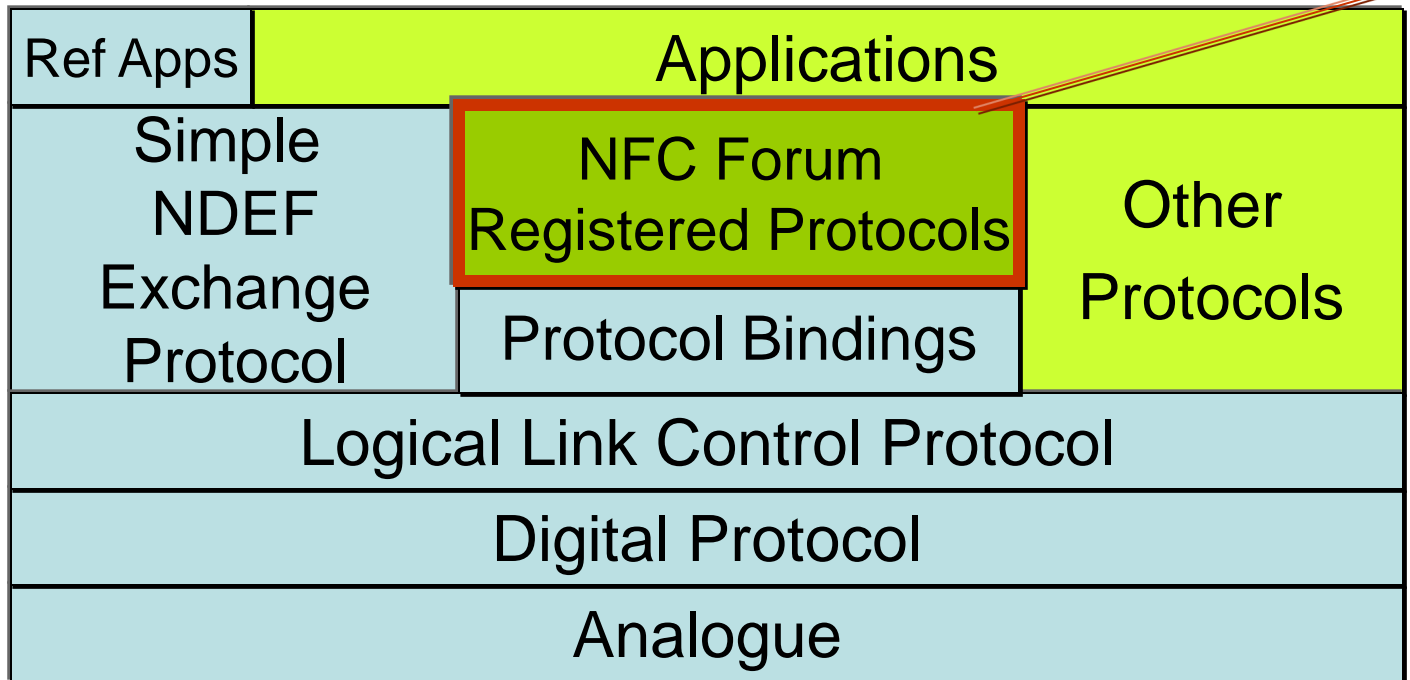 Ref Apps
Applications
Simple
NDEF
Exchange
Protocol
NFC Forum
Registered Protocols
Protocol Bindings
Other
Protocols
Logical Link Control Protocol
Digital Protocol
Analogue